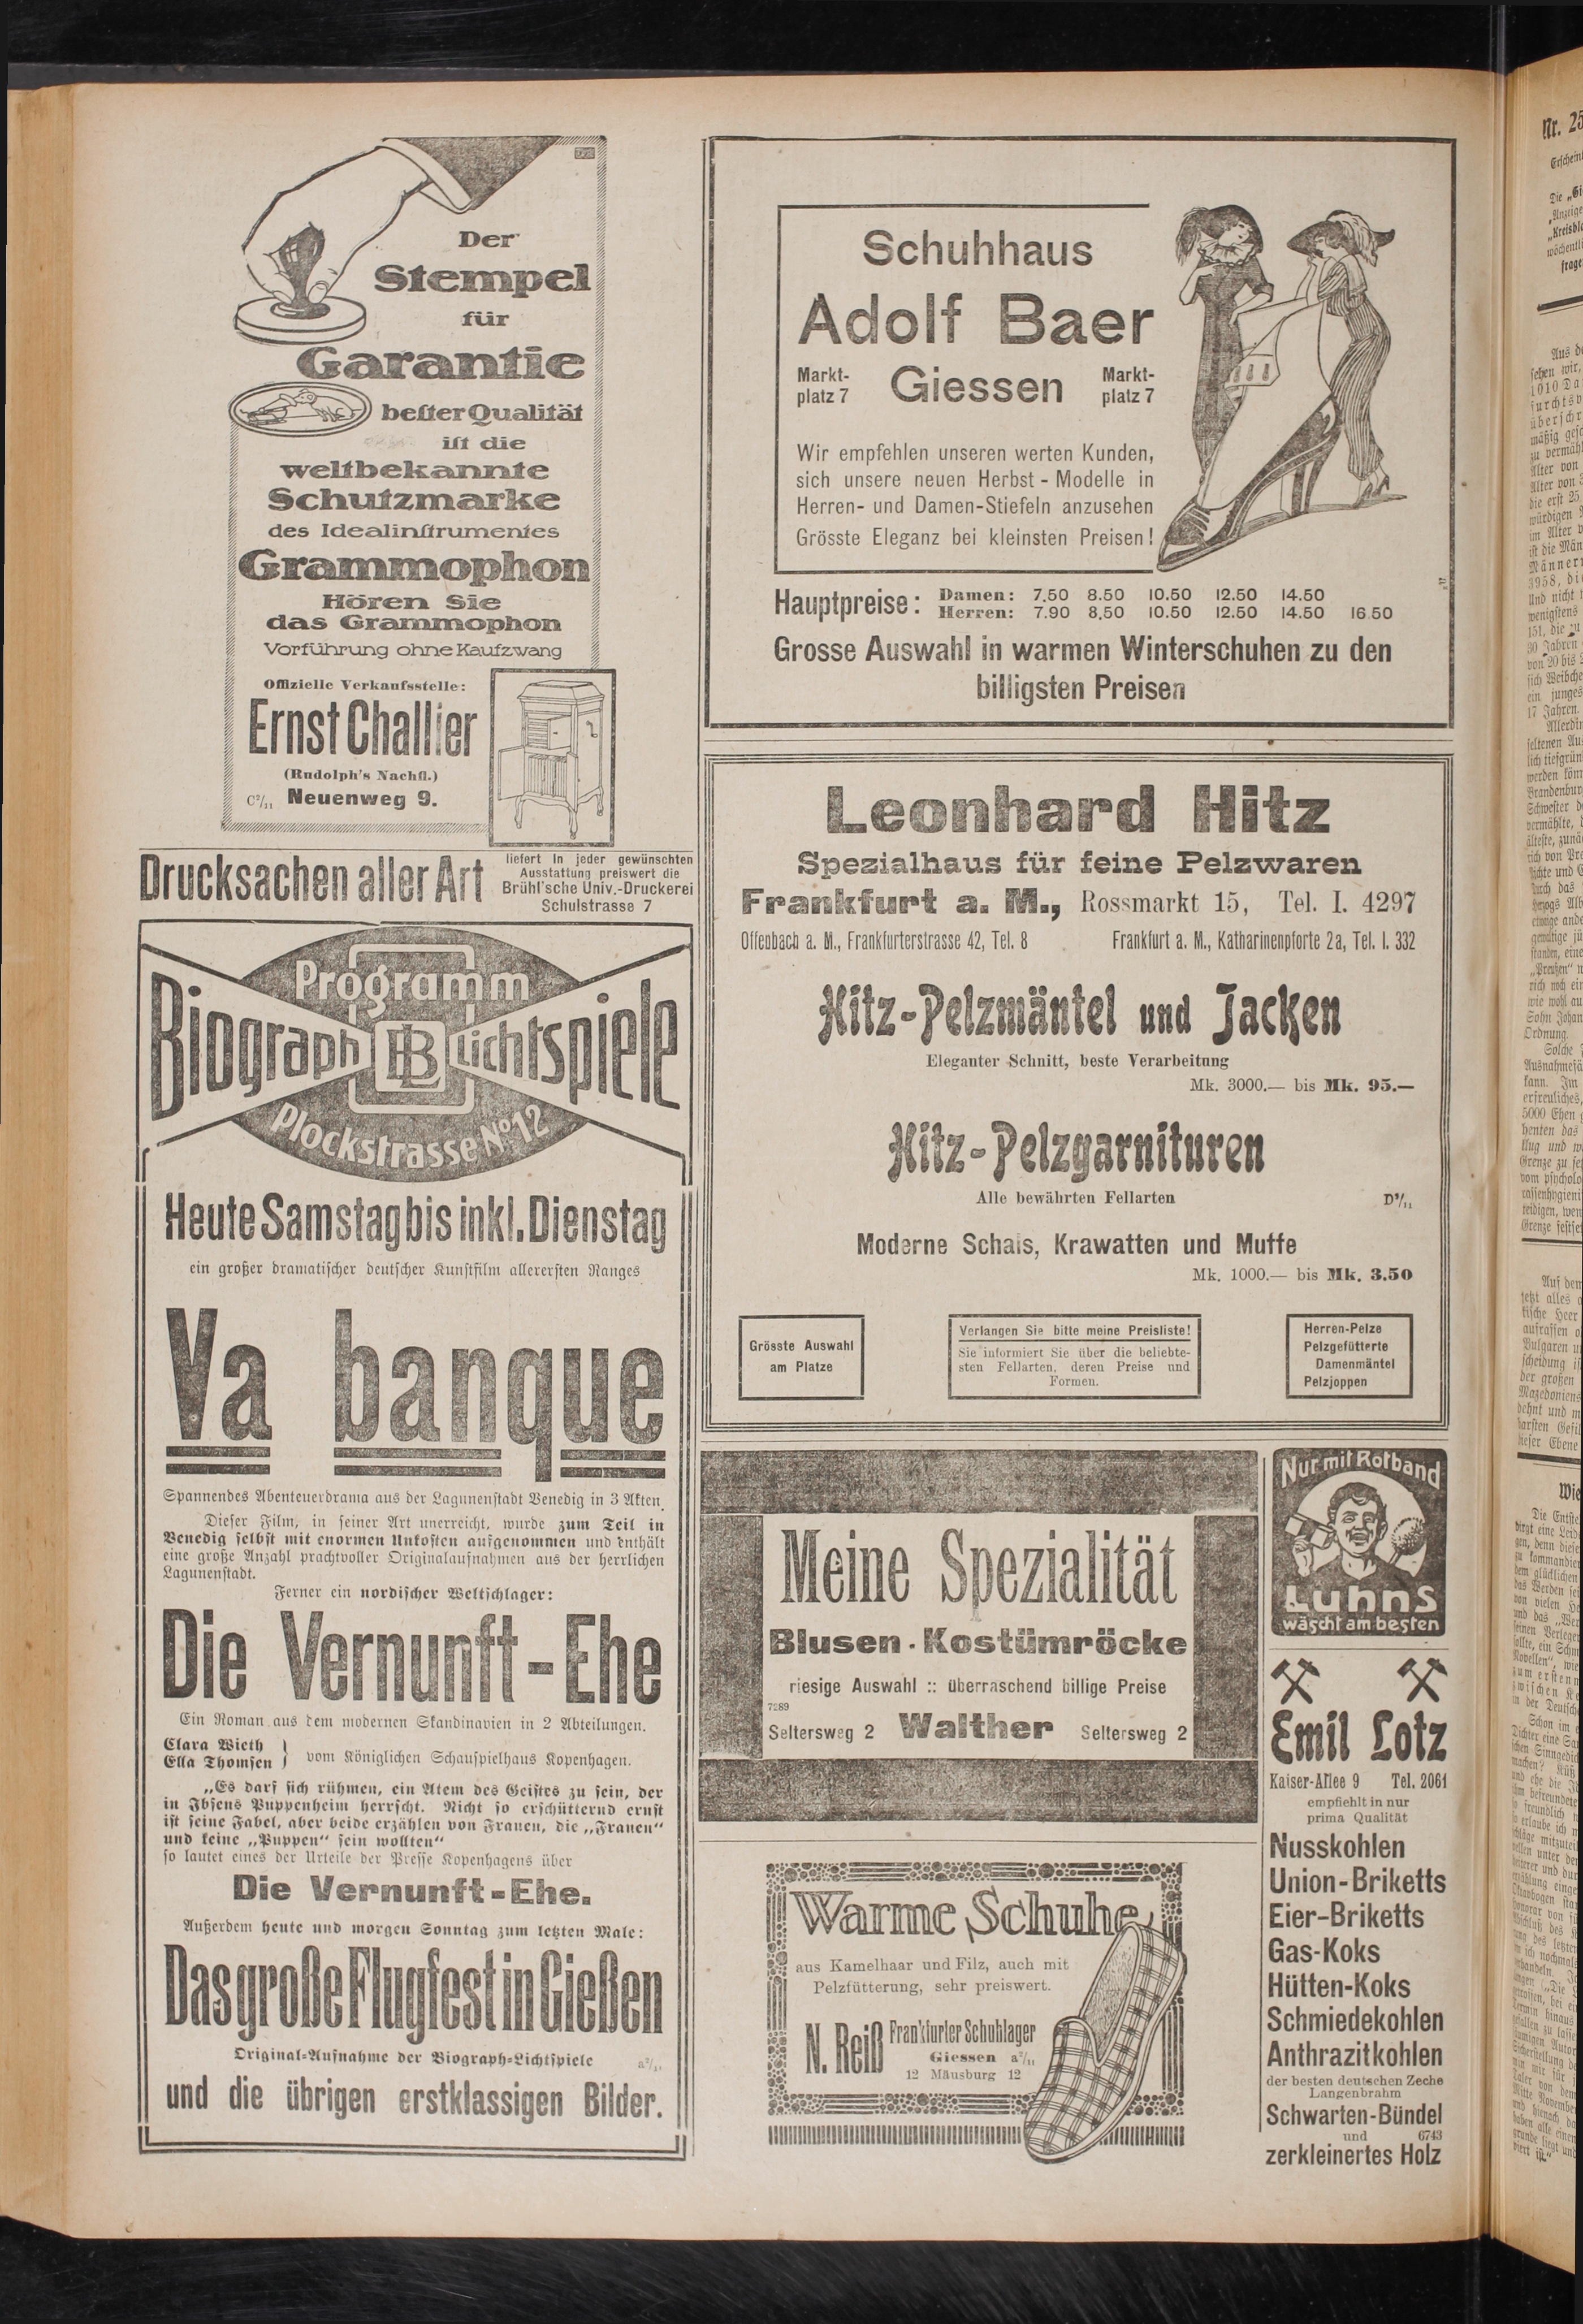 Der
Stempel
für
Garantie
bester Qualität
ist die
weltbekannte
Schutzmarke
des Idealinstrumentes
Grammophon
Hören Sie
das Grammophon
Vorführung ohne Kaufzwang
Offizielle Verkaufsstelle:
Ernst Challier
(Rudolph's Nachfl.)
C²/₁₁ Neuenweg 9.
Drucksachen aller Art
liefert in jeder gewünschten
Ausstattung preiswert die
Brühl'sche Univ.-Druckerei
Schulstrasse 7
Programm
Biograph BL Lichtspiele
Plockstrasse No 12
Heute Samstag bis inkl. Dienstag
ein großer dramatischer deutscher Kunstfilm allerersten Ranges
Va banque
Spannendes Abenteuerdrama aus der Lagunenstadt Venedig in 3 Akten.
Dieser Film, in seiner Art unerreicht, wurde zum Teil in
Venedig selbst mit enormen Unkosten aufgenommen und enthält
eine große Anzahl prachtvoller Originalaufnahmen aus der herrlichen
Lagunenstadt.
Ferner ein nordischer Weltschlager:
Die Vernunft-Ehe
Ein Roman aus dem modernen Skandinavien in 2 Abteilungen.
Clara Wieth
Ella Thomsen } vom Königlichen Schauspielhaus Kopenhagen.
„Es darf sich rühmen, ein Atem des Geistes zu sein, der
in Ibsens Puppenheim herrscht. Nicht so erschütternd ernst
ist seine Fabel, aber beide erzählen von Frauen, die „Frauen“
und keine „Puppen“ sein wollten“
so lautet eines der Urteile der Presse Kopenhagens über
Die Vernunft-Ehe.
Außerdem heute und morgen Sonntag zum letzten Male:
Das große Flugfest in Gießen
Original-Aufnahme der Biograph-Lichtspiele a²/₁₁
und die übrigen erstklassigen Bilder.
Schuhhaus
Adolf Baer
Markt-
platz 7
Giessen
Markt-
platz 7
Wir empfehlen unseren werten Kunden,
sich unsere neuen Herbst-Modelle in
Herren- und Damen-Stiefeln anzusehen
Grösste Eleganz bei kleinsten Preisen!
Hauptpreise:
Damen: 7.50 8.50 10.50 12.50 14.50
Herren: 7.90 8.50 10.50 12.50 14.50 16.50
Grosse Auswahl in warmen Winterschuhen zu den
billigsten Preisen
Leonhard Hitz
Spezialhaus für feine Pelzwaren
Frankfurt a. M., Rossmarkt 15, Tel. I. 4297
Offenbach a. M., Frankfurterstrasse 42, Tel. 8 Frankfurt a. M., Katharinenpforte 2a, Tel. I. 332
Hitz-Pelzmäntel und Jacken
Eleganter Schnitt, beste Verarbeitung
Mk. 3000.— bis Mk. 95.—
Hitz-Pelzgarnituren
Alle bewährten Fellarten
Moderne Schals, Krawatten und Muffe
Mk. 1000.— bis Mk. 3.50
Grösste Auswahl
am Platze
Verlangen Sie bitte meine Preisliste!
Sie informiert Sie über die beliebte-
sten Fellarten, deren Preise und
Formen.
Herren-Pelze
Pelzgefütterte
Damenmäntel
Pelzjoppen
Meine Spezialität
Blusen · Kostümröcke
riesige Auswahl :: überraschend billige Preise
7289
Seltersweg 2 Walther Seltersweg 2
Warme Schuhe
aus Kamelhaar und Filz, auch mit
Pelzfütterung, sehr preiswert.
N. Reiß
Frankfurter Schuhlager
Giessen a²/₁₁
12 Mäusburg 12
Nur mit Rotband
Luhns
wäscht am besten
Emil Lotz
Kaiser-Allee 9 Tel. 2061
empfiehlt in nur
prima Qualität
Nusskohlen
Union-Briketts
Eier-Briketts
Gas-Koks
Hütten-Koks
Schmiedekohlen
Anthrazitkohlen
der besten deutschen Zeche
Langenbrahm
Schwarten-Bündel
und 6743
zerkleinertes Holz